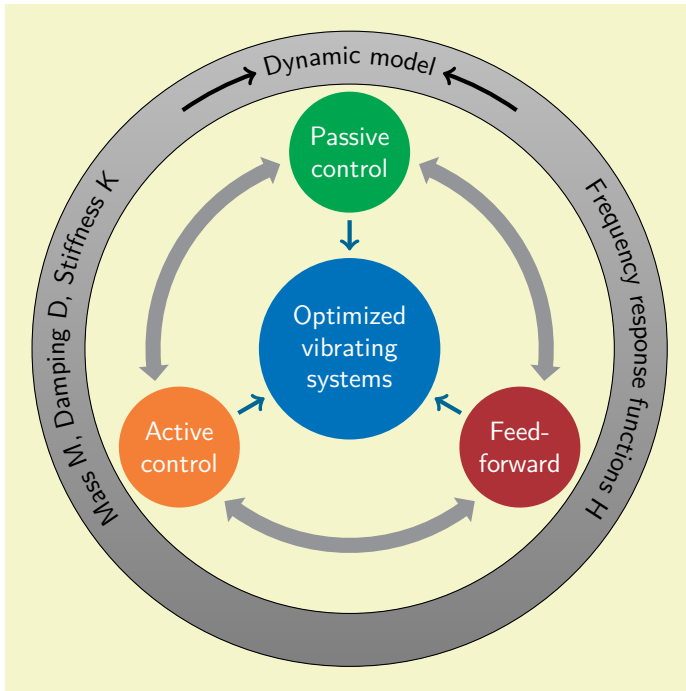 Dynamic model
Mass M, Damping D, Stiffness K
Frequency response functions H
Passive
control
Optimized
vibrating
systems
Active
control
Feed-
forward